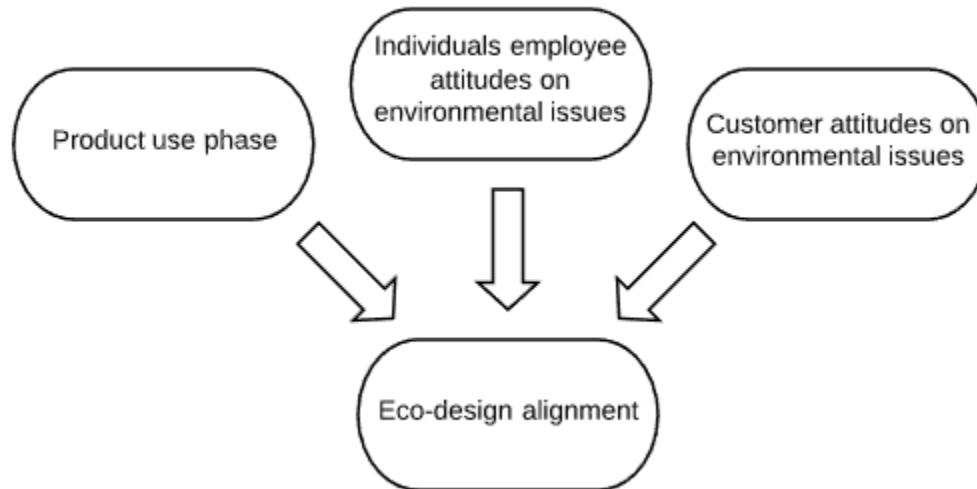 Product use phase
Individuals employee
attitudes on
environmental issues
Customer attitudes on
environmental issues
Eco-design alignment